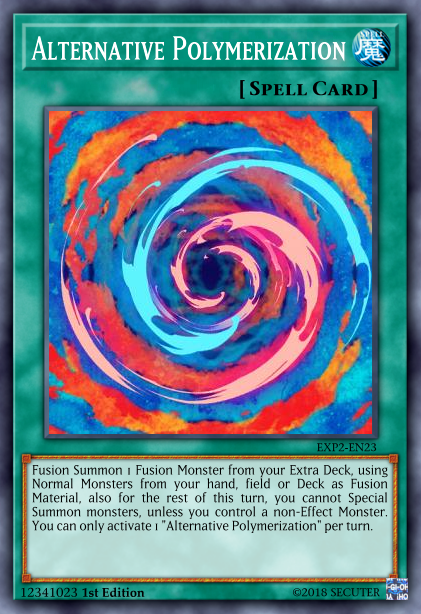 ALTERNATIVE POLYMERIZATION 魔
[SPELL CARD]
EXP2-EN23
Fusion Summon 1 Fusion Monster from your Extra Deck, using
Normal Monsters from your hand, field or Deck as Fusion
Material, also for the rest of this turn, you cannot Special
Summon monsters, unless you control a non-Effect Monster.
You can only activate 1 "Alternative Polymerization" per turn.
12341023 1st Edition ©2018 SECUTER